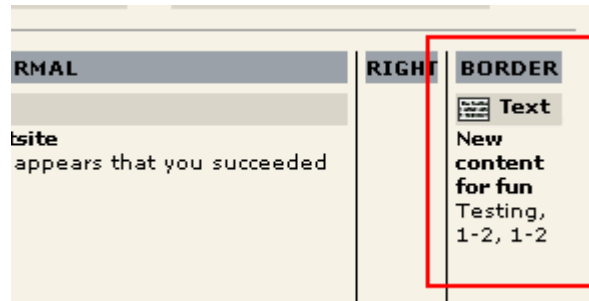 RMAL
tsite
appears that you succeeded
RIGHT
BORDER
Text
New
content
for fun
Testing,
1-2, 1-2